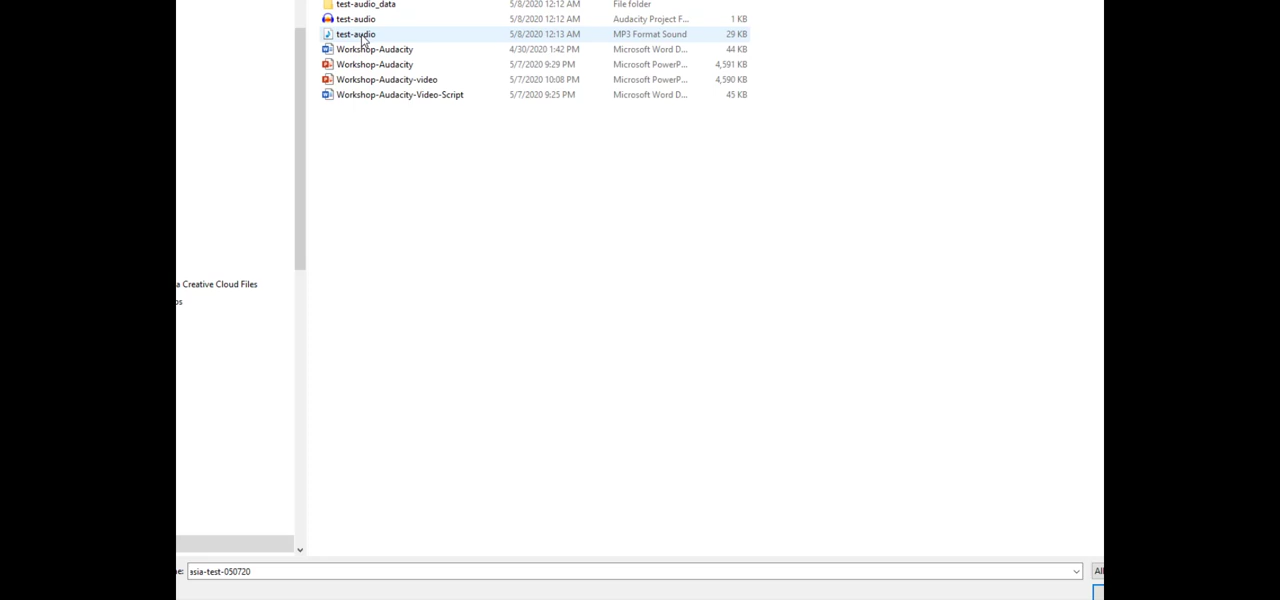 test-audio_data 5/8/2020 12:12 AM File folder
test-audio 5/8/2020 12:12 AM Audacity Project F... 1 KB
test-audio 5/8/2020 12:13 AM MP3 Format Sound 29 KB
Workshop-Audacity 4/30/2020 1:42 PM Microsoft Word D... 44 KB
Workshop-Audacity 5/7/2020 9:29 PM Microsoft PowerP... 4,591 KB
Workshop-Audacity-video 5/7/2020 10:08 PM Microsoft PowerP... 4,590 KB
Workshop-Audacity-Video-Script 5/7/2020 9:25 PM Microsoft Word D... 45 KB
a Creative Cloud Files
os
e: asia-test-050720 All